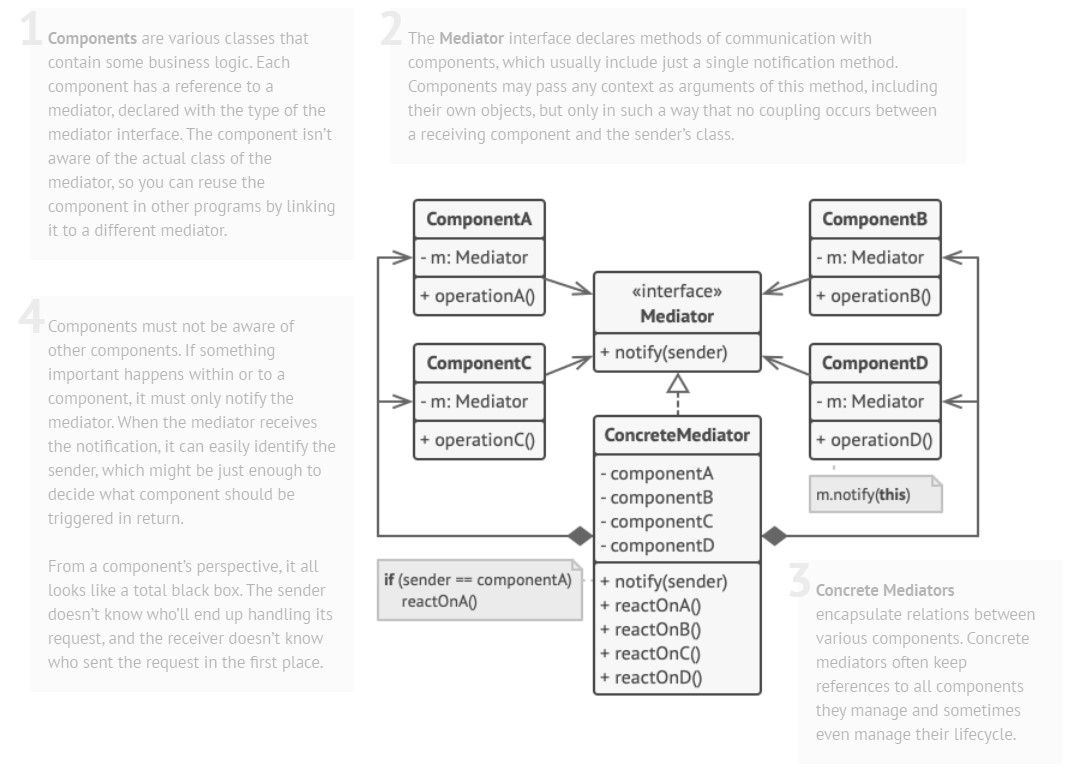 1
Components are various classes that
contain some business logic. Each
component has a reference to a
mediator, declared with the type of the
mediator interface. The component isn't
aware of the actual class of the
mediator, so you can reuse the
component in other programs by linking
it to a different mediator.
2
The Mediator interface declares methods of communication with
components, which usually include just a single notification method.
Components may pass any context as arguments of this method, including
their own objects, but only in such a way that no coupling occurs between
a receiving component and the sender's class.
ComponentA
- m: Mediator
+ operationA()
ComponentB
- m: Mediator
+ operationB()
«interface»
Mediator
+ notify(sender)
ComponentC
- m: Mediator
+ operationC()
ComponentD
- m: Mediator
+ operationD()
m.notify(this)
ConcreteMediator
- componentA
- componentB
- componentC
- componentD
+ notify(sender)
+ reactOnA()
+ reactOnB()
+ reactOnC()
+ reactOnD()
if (sender == componentA)
reactOnA()
3
Concrete Mediators
encapsulate relations between
various components. Concrete
mediators often keep
references to all components
they manage and sometimes
even manage their lifecycle.
4
Components must not be aware of
other components. If something
important happens within or to a
component, it must only notify the
mediator. When the mediator receives
the notification, it can easily identify the
sender, which might be just enough to
decide what component should be
triggered in return.
From a component's perspective, it all
looks like a total black box. The sender
doesn't know who'll end up handling its
request, and the receiver doesn't know
who sent the request in the first place.